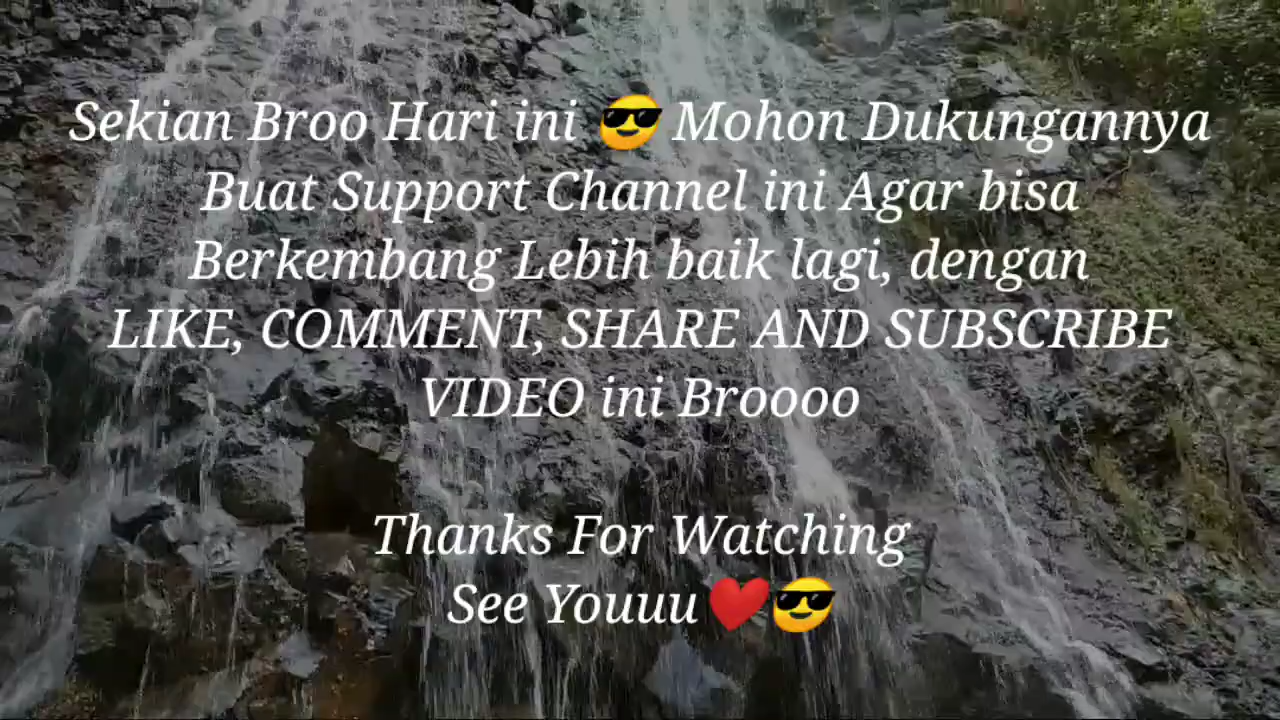 Sekian Broo Hari ini 😎 Mohon Dukungannya
Buat Support Channel ini Agar bisa
Berkembang Lebih baik lagi, dengan
LIKE, COMMENT, SHARE AND SUBSCRIBE
VIDEO ini Broooo
Thanks For Watching
See Youuu❤️😎